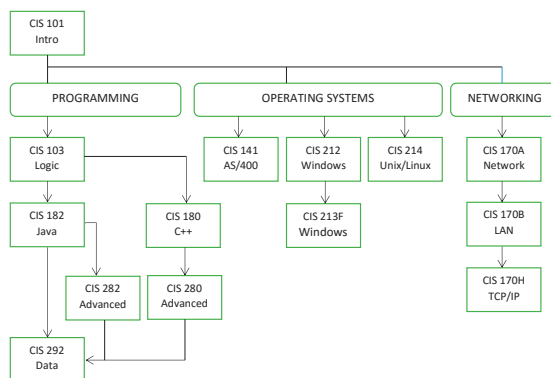 CIS 101
Intro
PROGRAMMING
OPERATING SYSTEMS
NETWORKING
CIS 103
Logic
CIS 141
AS/400
CIS 212
Windows
CIS 214
Unix/Linux
CIS 170A
Network
CIS 182
Java
CIS 180
C++
CIS 213F
Windows
CIS 170B
LAN
CIS 282
Advanced
CIS 280
Advanced
CIS 170H
TCP/IP
CIS 292
Data